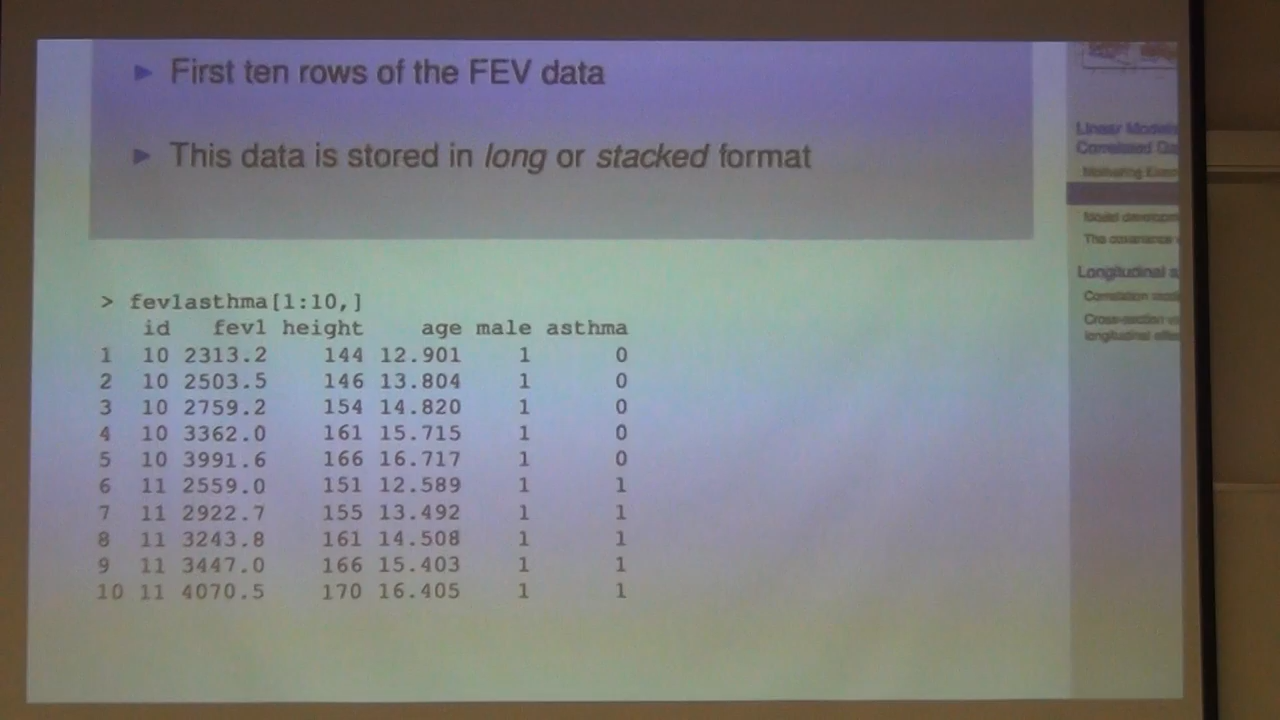 ▶ First ten rows of the FEV data
▶ This data is stored in long or stacked format
> fev1asthma[1:10,]
id fev1 height age male asthma
1 10 2313.2 144 12.901 1 0
2 10 2503.5 146 13.804 1 0
3 10 2759.2 154 14.820 1 0
4 10 3362.0 161 15.715 1 0
5 10 3991.6 166 16.717 1 0
6 11 2559.0 151 12.589 1 1
7 11 2922.7 155 13.492 1 1
8 11 3243.8 161 14.508 1 1
9 11 3447.0 166 15.403 1 1
10 11 4070.5 170 16.405 1 1
Linear Models
Correlated
Motivating
Model
The covariance
Longitudinal
Correlation
Cross-section
longitudinal